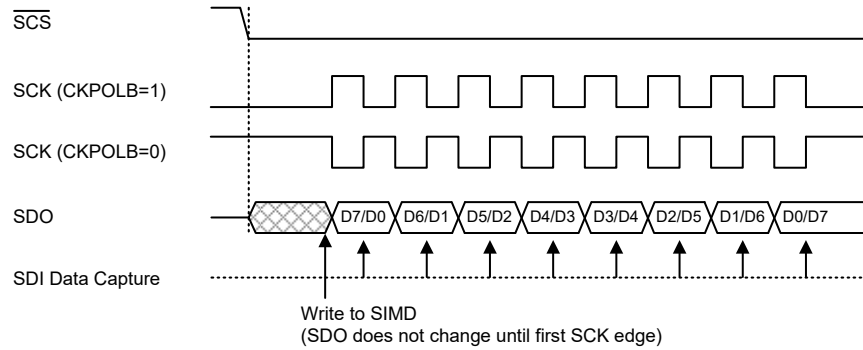 SCS
SCK (CKPOLB=1)
SCK (CKPOLB=0)
SDO D7/D0 D6/D1 D5/D2 D4/D3 D3/D4 D2/D5 D1/D6 D0/D7
SDI Data Capture
Write to SIMD
(SDO does not change until first SCK edge)